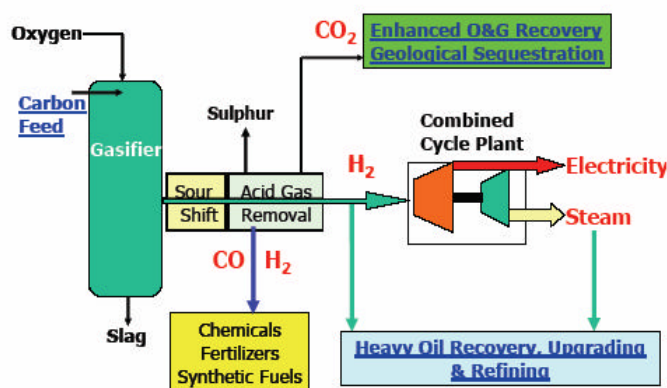 Oxygen
CO₂
Enhanced O&G Recovery
Geological Sequestration
Carbon
Feed
Gasifier
Sulphur
Combined
Cycle Plant
H₂
Electricity
Sour
Shift
Acid Gas
Removal
Steam
CO H₂
Slag
Chemicals
Fertilizers
Synthetic Fuels
Heavy Oil Recovery, Upgrading
& Refining